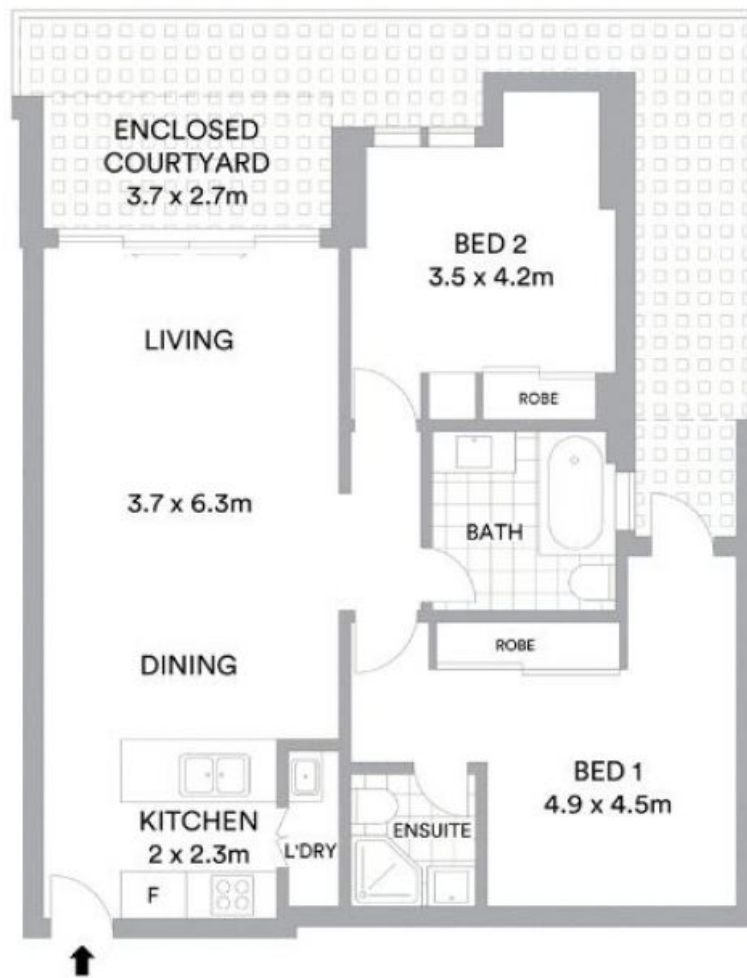 ENCLOSED
COURTYARD
3.7 x 2.7m
BED 2
3.5 x 4.2m
LIVING
ROBE
3.7 x 6.3m
BATH
ROBE
DINING
BED 1
4.9 x 4.5m
KITCHEN
2 x 2.3m
L'DRY
ENSUITE
F